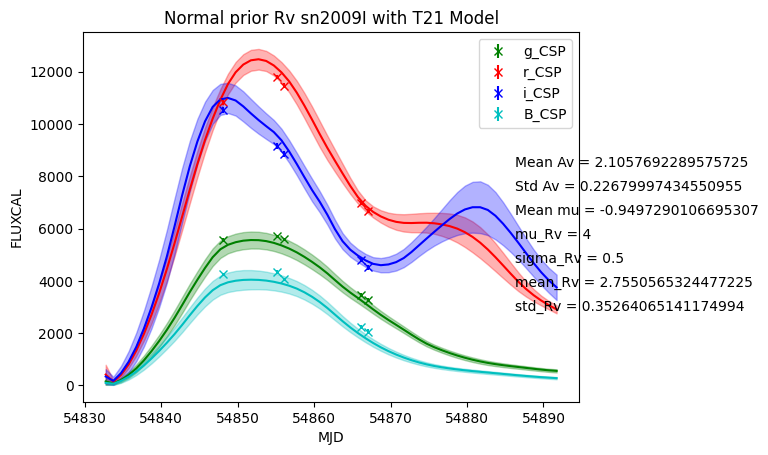 Normal prior Rv sn2009I with T21 Model
g_CSP
r_CSP
i_CSP
B_CSP
Mean Av = 2.1057692289575725
Std Av = 0.22679997434550955
Mean mu = -0.9497290106695307
mu_Rv = 4
sigma_Rv = 0.5
mean_Rv = 2.7550565324477225
std_Rv = 0.35264065141174994
FLUXCAL
12000
10000
8000
6000
4000
2000
0
54830 54840 54850 54860 54870 54880 54890
MJD